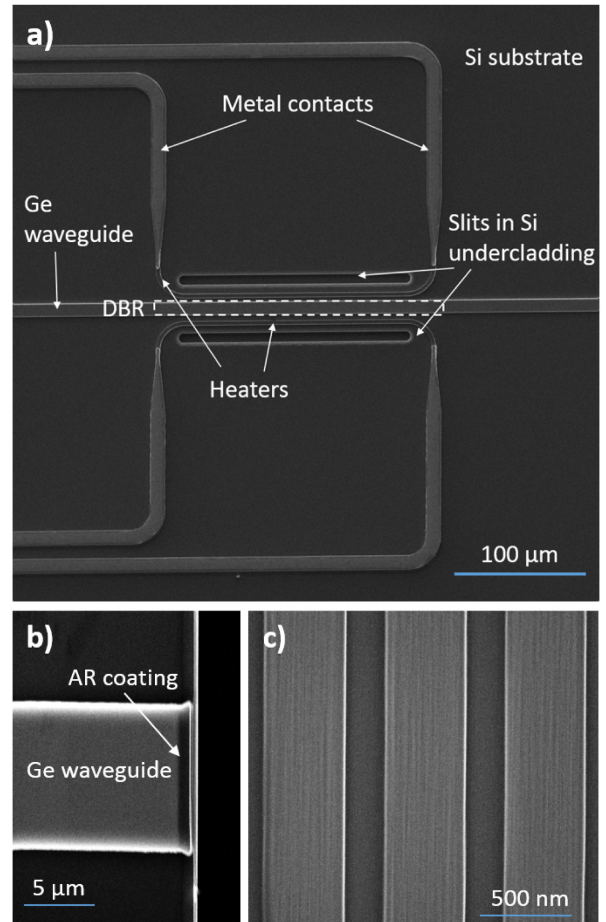 a)
Si substrate
Metal contacts
Ge
waveguide
Slits in Si
undercladding
DBR
Heaters
100 μm
b)
AR coating
Ge waveguide
5 μm
c)
500 nm